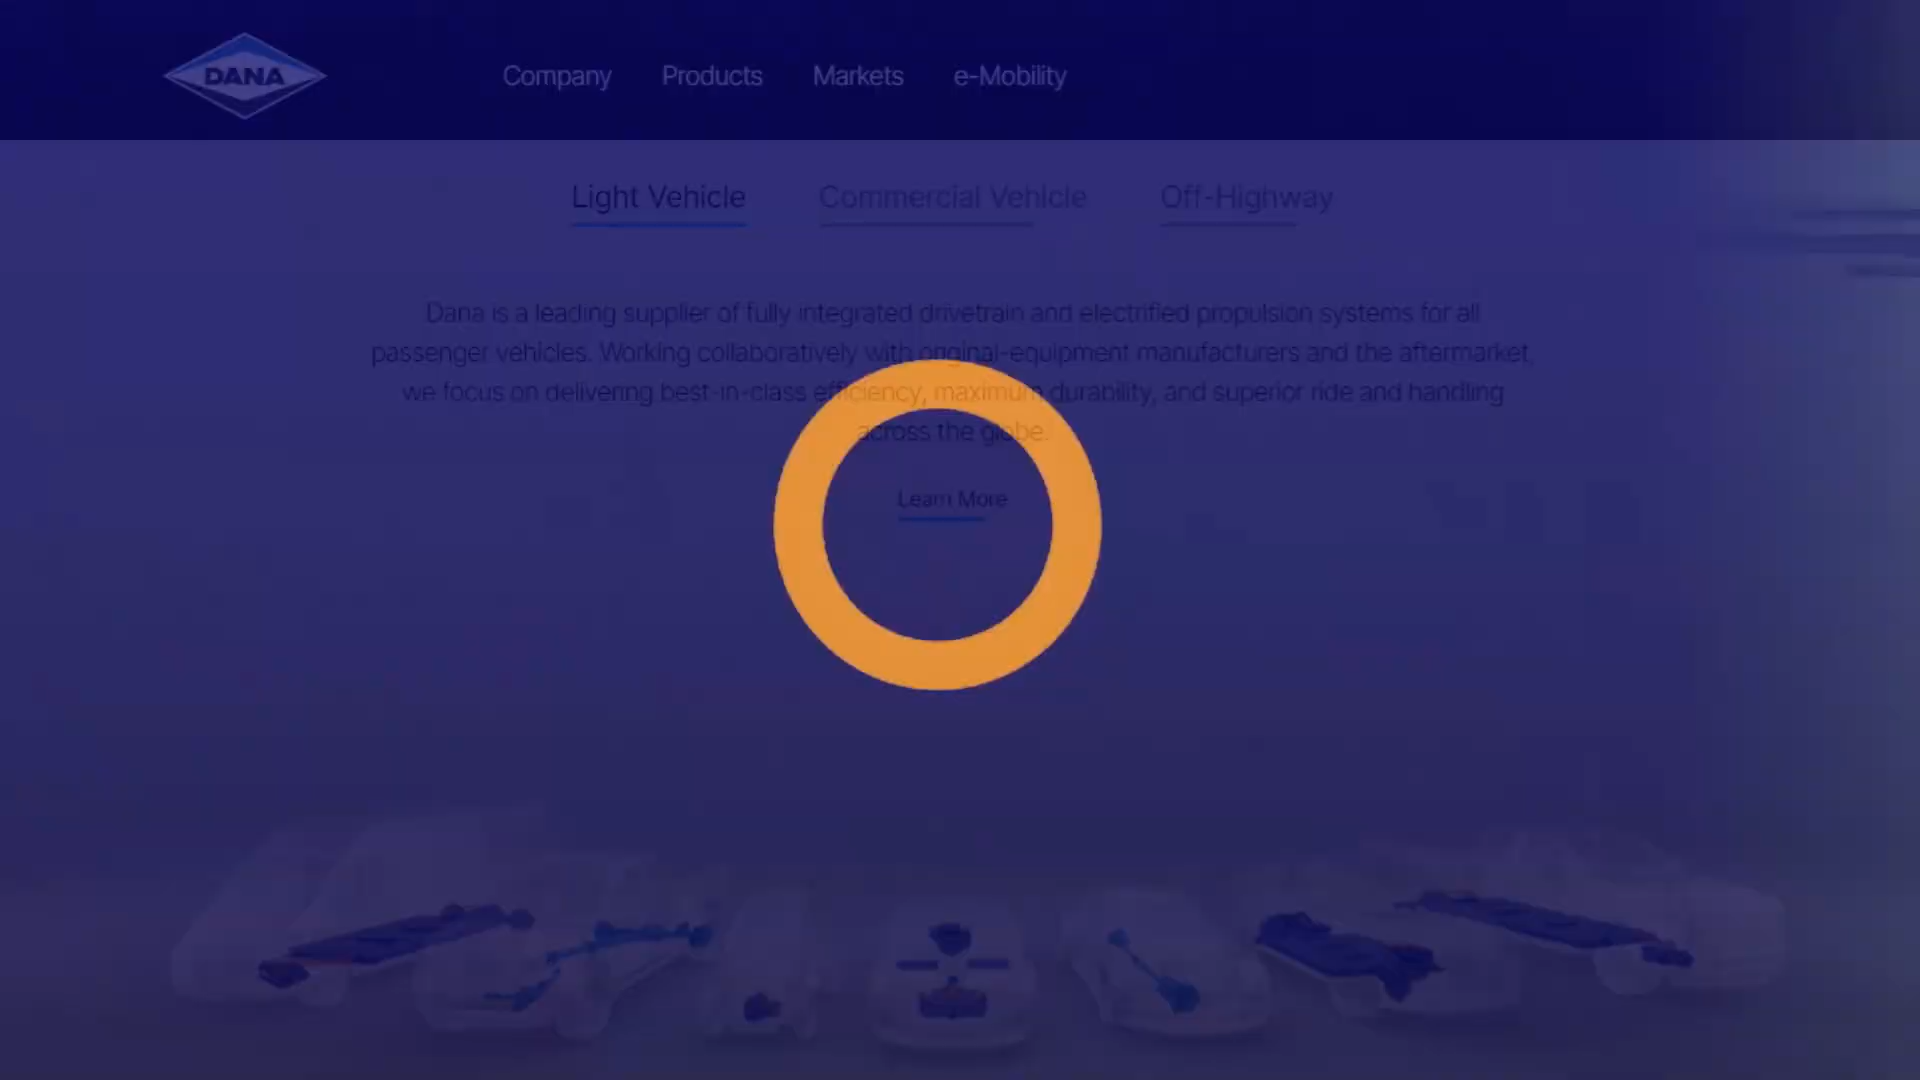 DANA
Company Products Markets e-Mobility
Light Vehicle Commercial Vehicle Off-Highway
Dana is a leading supplier of fully integrated drivetrain and electrified propulsion systems for all
passenger vehicles. Working collaboratively with original-equipment manufacturers and the aftermarket,
we focus on delivering best-in-class efficiency, maximum durability, and superior ride and handling
across the globe.
Learn More